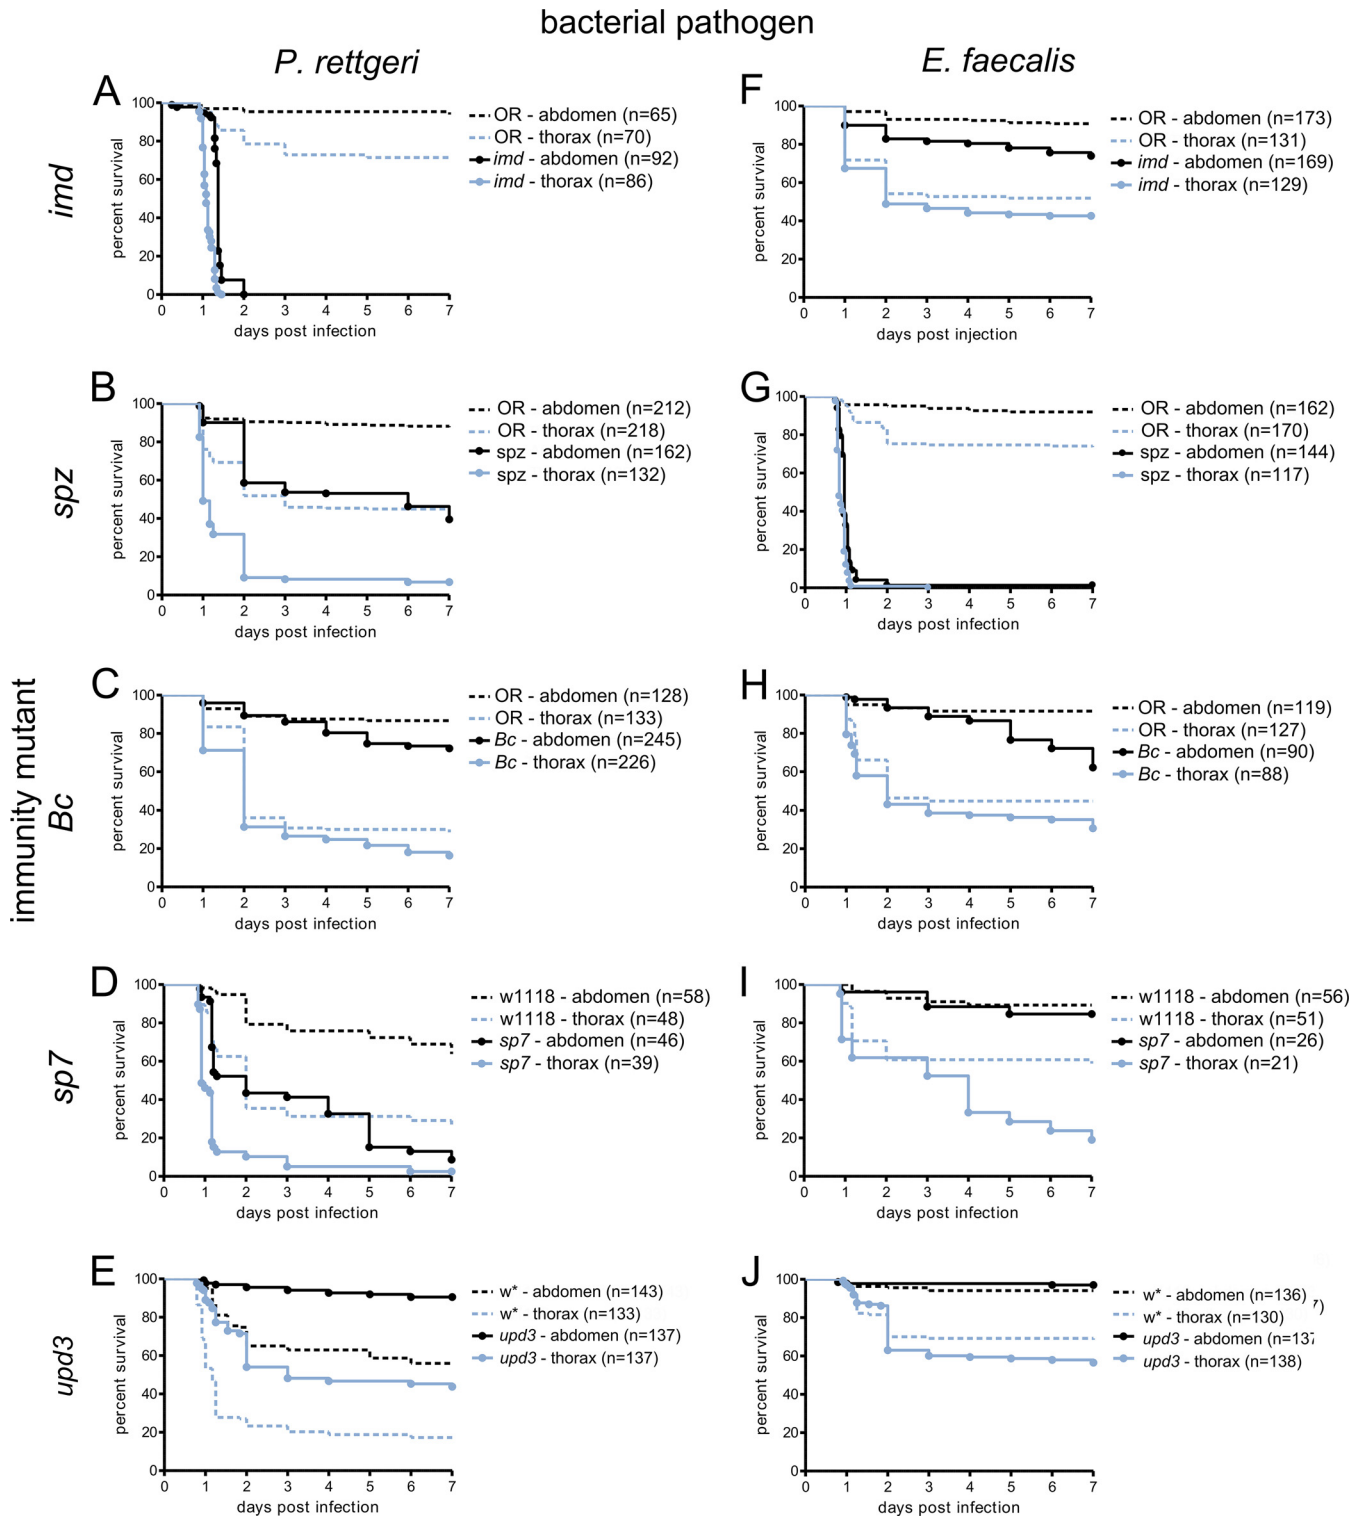 bacterial pathogen
P. rettgeri
E. faecalis
immunity mutant
imd
A
percent survival
100
80
60
40
20
0
0 1 2 3 4 5 6 7
days post infection
OR - abdomen (n=65)
OR - thorax (n=70)
imd - abdomen (n=92)
imd - thorax (n=86)
F
percent survival
100
80
60
40
20
0
0 1 2 3 4 5 6 7
days post injection
OR - abdomen (n=173)
OR - thorax (n=131)
imd - abdomen (n=169)
imd - thorax (n=129)
spz
B
percent survival
100
80
60
40
20
0
0 1 2 3 4 5 6 7
days post infection
OR - abdomen (n=212)
OR - thorax (n=218)
spz - abdomen (n=162)
spz - thorax (n=132)
G
percent survival
100
80
60
40
20
0
0 1 2 3 4 5 6 7
days post infection
OR - abdomen (n=162)
OR - thorax (n=170)
spz - abdomen (n=144)
spz - thorax (n=117)
Bc
C
percent survival
100
80
60
40
20
0
0 1 2 3 4 5 6 7
days post infection
OR - abdomen (n=128)
OR - thorax (n=133)
Bc - abdomen (n=245)
Bc - thorax (n=226)
H
percent survival
100
80
60
40
20
0
0 1 2 3 4 5 6 7
days post infection
OR - abdomen (n=119)
OR - thorax (n=127)
Bc - abdomen (n=90)
Bc - thorax (n=88)
sp7
D
percent survival
100
80
60
40
20
0
0 1 2 3 4 5 6 7
days post infection
w1118 - abdomen (n=58)
w1118 - thorax (n=48)
sp7 - abdomen (n=46)
sp7 - thorax (n=39)
I
percent survival
100
80
60
40
20
0
0 1 2 3 4 5 6 7
days post infection
w1118 - abdomen (n=56)
w1118 - thorax (n=51)
sp7 - abdomen (n=26)
sp7 - thorax (n=21)
upd3
E
percent survival
100
80
60
40
20
0
0 1 2 3 4 5 6 7
days post infection
w* - abdomen (n=143)
w* - thorax (n=133)
upd3 - abdomen (n=137)
upd3 - thorax (n=137)
J
percent survival
100
80
60
40
20
0
0 1 2 3 4 5 6 7
days post infection
w* - abdomen (n=136)
w* - thorax (n=130)
upd3 - abdomen
upd3 - thorax (n=138)